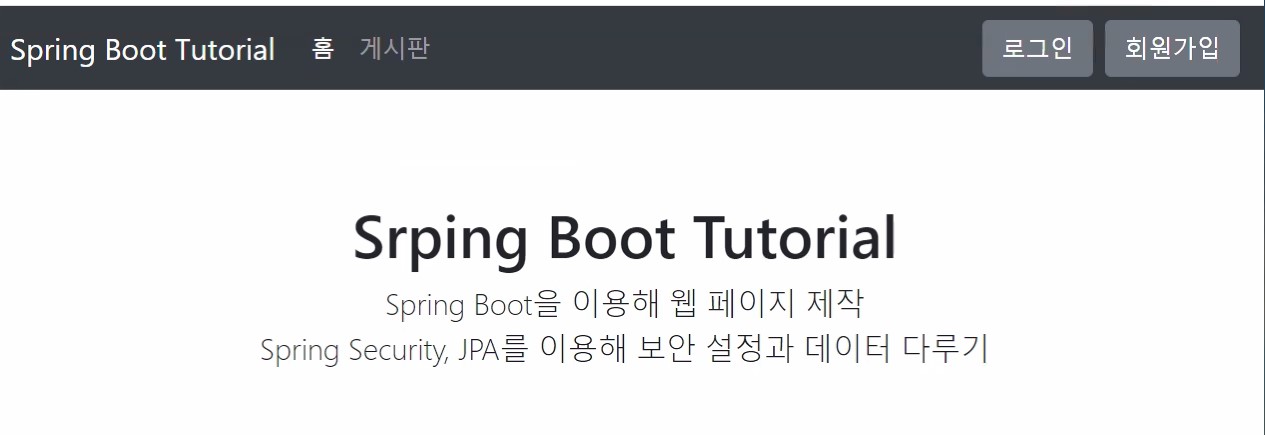 Spring Boot Tutorial 홈 게시판 로그인 회원가입
Srping Boot Tutorial
Spring Boot을 이용해 웹 페이지 제작
Spring Security, JPA를 이용해 보안 설정과 데이터 다루기